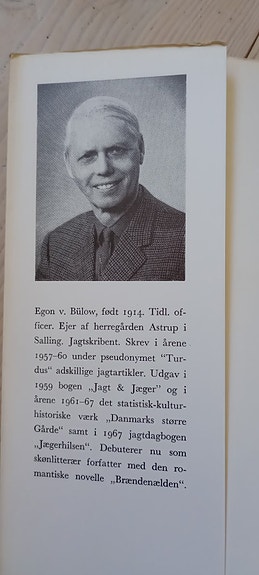 Egon v. Bülow, født 1914. Tidl. of-
ficer. Ejer af herregården Astrup i
Salling. Jagtskribent. Skrev i årene
1957–60 under pseudonymet “Tur-
dus” adskillige jagtartikler. Udgav i
1959 bogen „Jagt & Jæger” og i
årene 1961–67 det statistisk-kultur-
historiske værk „Danmarks større
Gårde” samt i 1967 jagtdagbogen
„Jægerhilsen“. Debuterer nu som
skønlitterær forfatter med den ro-
mantiske novelle „Brændenælden”.